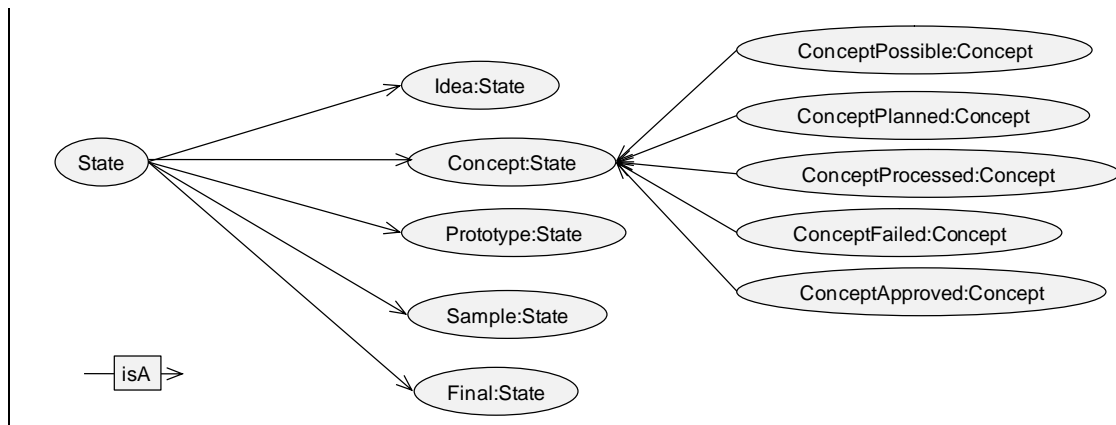 State
Idea:State
Concept:State
Prototype:State
Sample:State
Final:State
ConceptPossible:Concept
ConceptPlanned:Concept
ConceptProcessed:Concept
ConceptFailed:Concept
ConceptApproved:Concept
isA